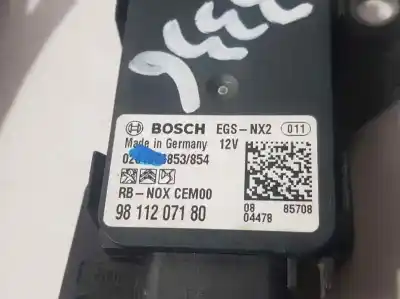 BOSCH EGS-NX2 011
Made in Germany 12V
853/854
RB-NOX CEM00
98 112 071 80
08 85708
04478